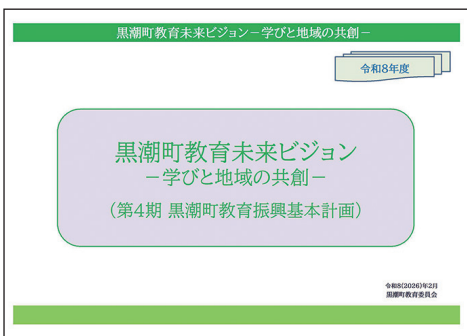 黒潮町教育未来ビジョン－学びと地域の共創－
令和8年度
黒潮町教育未来ビジョン
－学びと地域の共創－
（第4期 黒潮町教育振興基本計画）
令和8(2026)年2月
黒潮町教育委員会